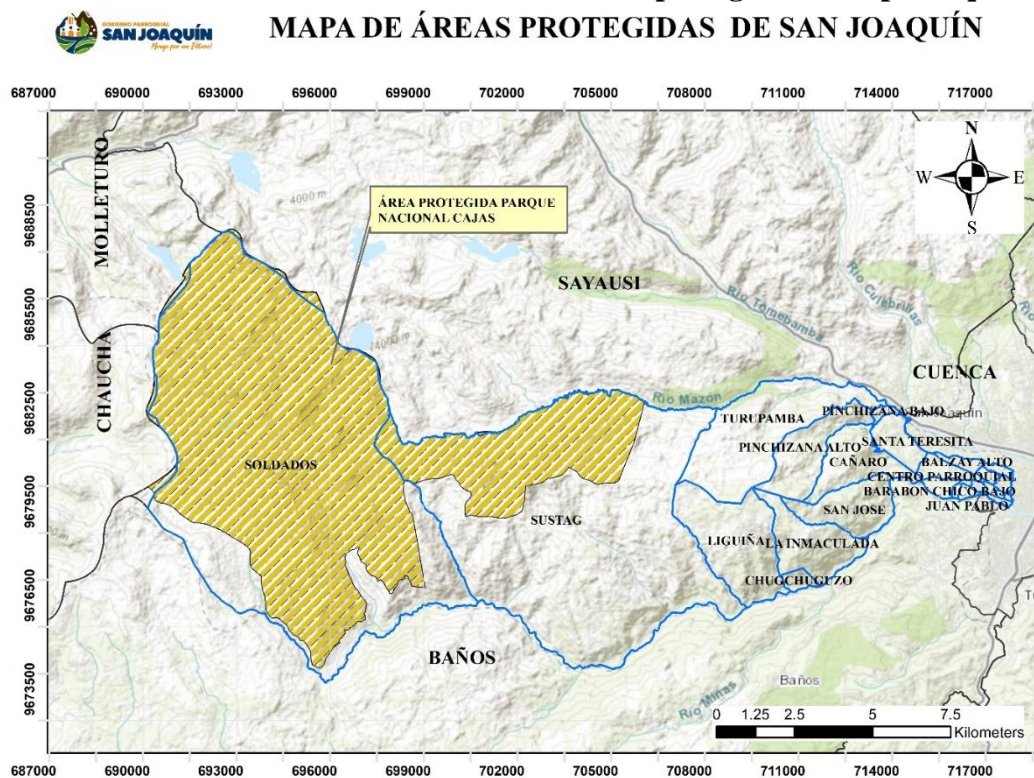 GOBIERNO PARROQUIAL
SAN JOAQUÍN
MAPA DE ÁREAS PROTEGIDAS DE SAN JOAQUÍN
687000 690000 693000 696000 699000 702000 705000 708000 711000 714000 717000
MOLLETURO
CHAUCHA
9688500
9685500
9682500
9679500
9676500
9673500
N
W E
S
4000 m
ÁREA PROTEGIDA PARQUE
NACIONAL CAJAS
SAYAUSI
Río Culebrillas
Río Tomebamba
4000 m
CUENCA
Río Mazón
TURUPAMBA
PINCHIZANA BAJO
PINCHIZANA ALTO
SANTA TERESITA
CAÑARO
BALZAY ALTO
SOLDADOS
CENTRO PARROQUIAL
BARABON CHICO BAJO
JUAN PABLO
SAN JOSE
SUSTAG
LIGUIÑA
LA INMACULADA
CHUGCHUGUZO
BAÑOS
Baños
Río Minas
0 1.25 2.5 5 7.5
Kilometers
687000 690000 693000 696000 699000 702000 705000 708000 711000 714000 717000